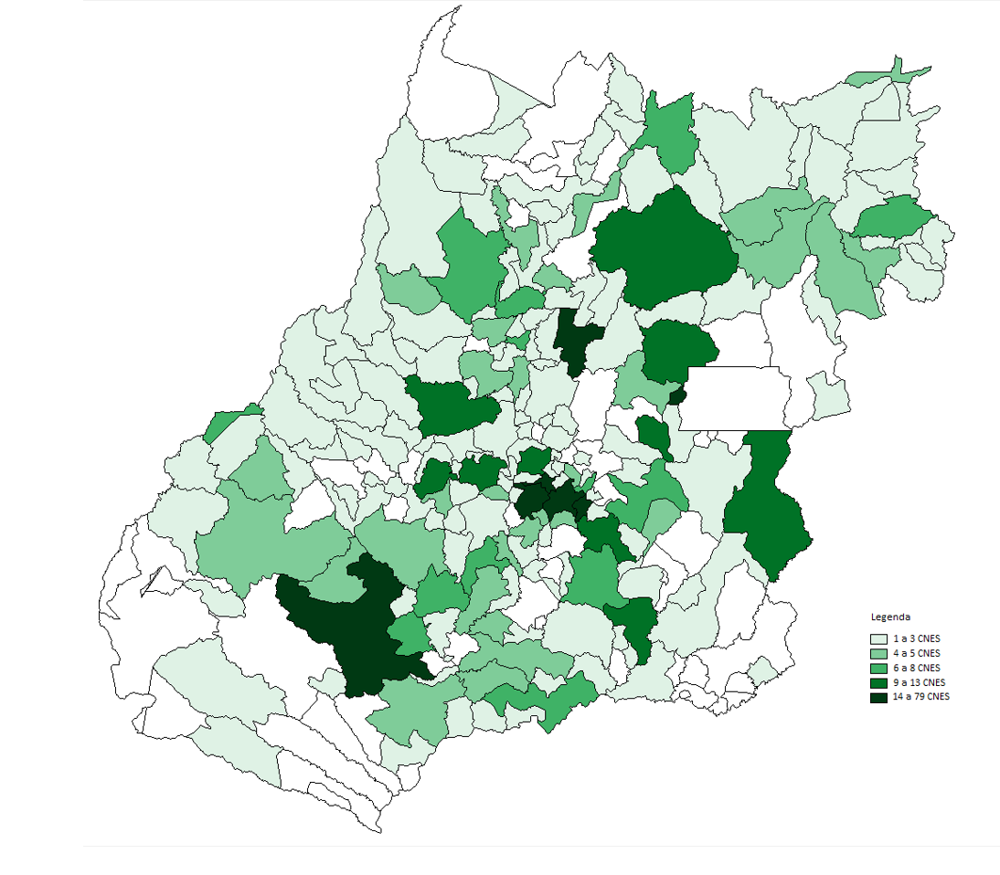 Legenda
1 a 3 CNES
4 a 5 CNES
6 a 8 CNES
9 a 13 CNES
14 a 79 CNES